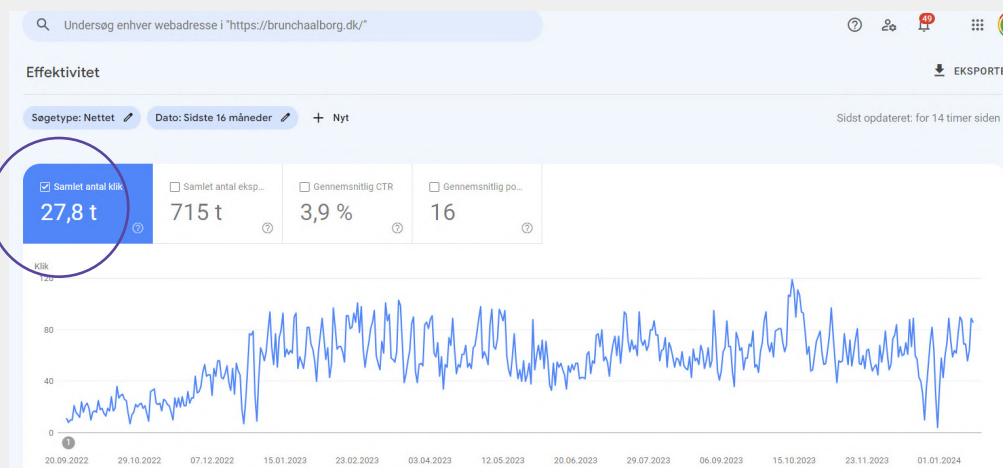 Undersøg enhver webadresse i "https://brunchaalborg.dk/"
49
Effektivitet
EKSPORTE
Søgetype: Nettet
Dato: Sidste 16 måneder
+ Nyt
Sidst opdateret: for 14 timer siden
Samlet antal klik
27,8 t
Samlet antal eksp...
715 t
Gennemsnitlig CTR
3,9 %
Gennemsnitlig po...
16
Klik
120
80
40
0
1
20.09.2022 29.10.2022 07.12.2022 15.01.2023 23.02.2023 03.04.2023 12.05.2023 20.06.2023 29.07.2023 06.09.2023 15.10.2023 23.11.2023 01.01.2024